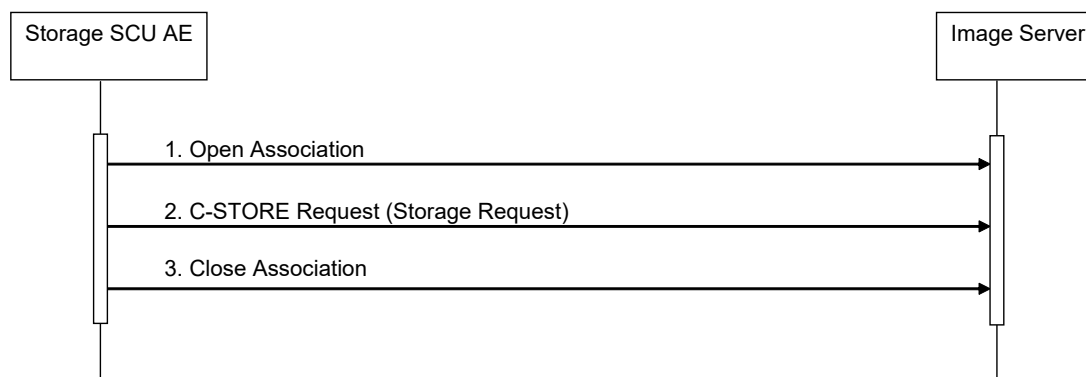 Storage SCU AE
Image Server
1. Open Association
2. C-STORE Request (Storage Request)
3. Close Association